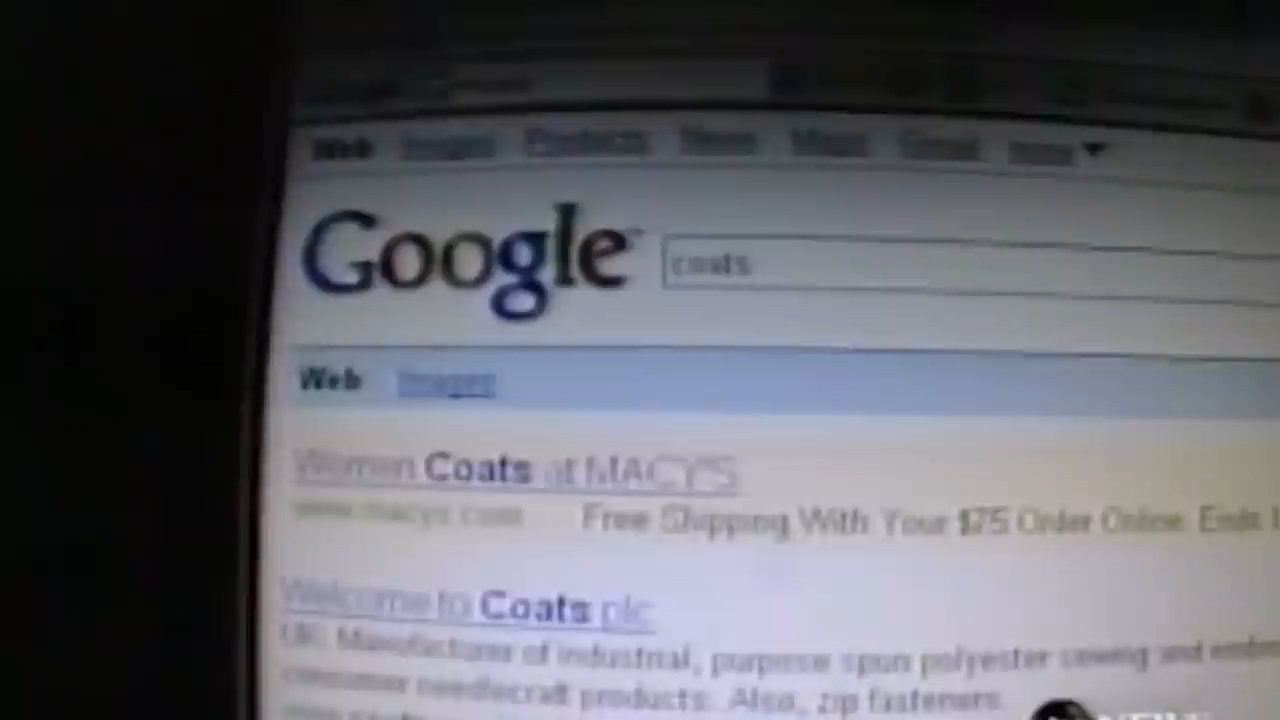 Web Images Products News Maps Gmail more
Google coats
Web Images
Women Coats at MACY'S
www.macys.com Free Shipping With Your $75 Order Online. Ends
Welcome to Coats plc
UK. Manufacturer of industrial, purpose spun polyester sewing and
consumer needlecraft products. Also, zip fasteners.